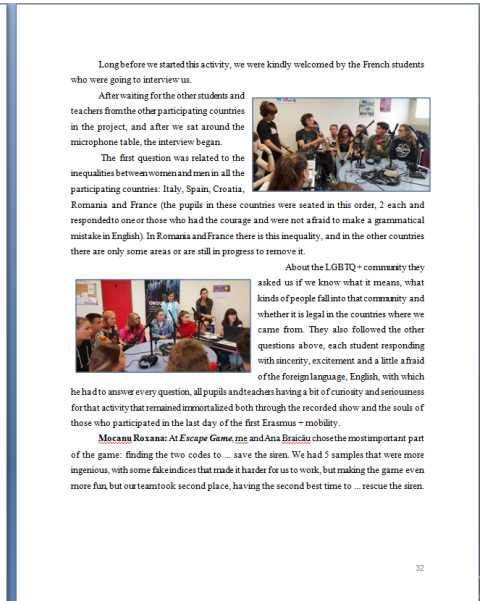 Long before we started this activity, we were kindly welcomed by the French students
who were going to interview us.
After waiting for the other students and
teachers from the other participating countries
in the project, and after we sat around the
microphone table, the interview began.
The first question was related to the
inequalities between women and men in all the
participating countries: Italy, Spain, Croatia,
Romania and France (the pupils in these countries were seated in this order, 2 each and
responded to one or those who had the courage and were not afraid to make a grammatical
mistake in English). In Romania and France there is this inequality, and in the other countries
there are only some areas or are still in progress to remove it.
About the LGBTQ + community they
asked us if we know what it means, what
kinds of people fall into that community and
whether it is legal in the countries where we
came from. They also followed the other
questions above, each student responding
with sincerity, excitement and a little afraid
of the foreign language, English, with which
he had to answer every question, all pupils and teachers having a bit of curiosity and seriousness
for that activity that remained immortalized both through the recorded show and the souls of
those who participated in the last day of the first Erasmus + mobility.
Mocanu Roxana: At Escape Game, me and Ana Braicău chose the most important part
of the game: finding the two codes to ... save the siren. We had 5 samples that were more
ingenious, with some fake indices that made it harder for us to work, but making the game even
more fun, but our team took second place, having the second best time to ... rescue the siren.
32